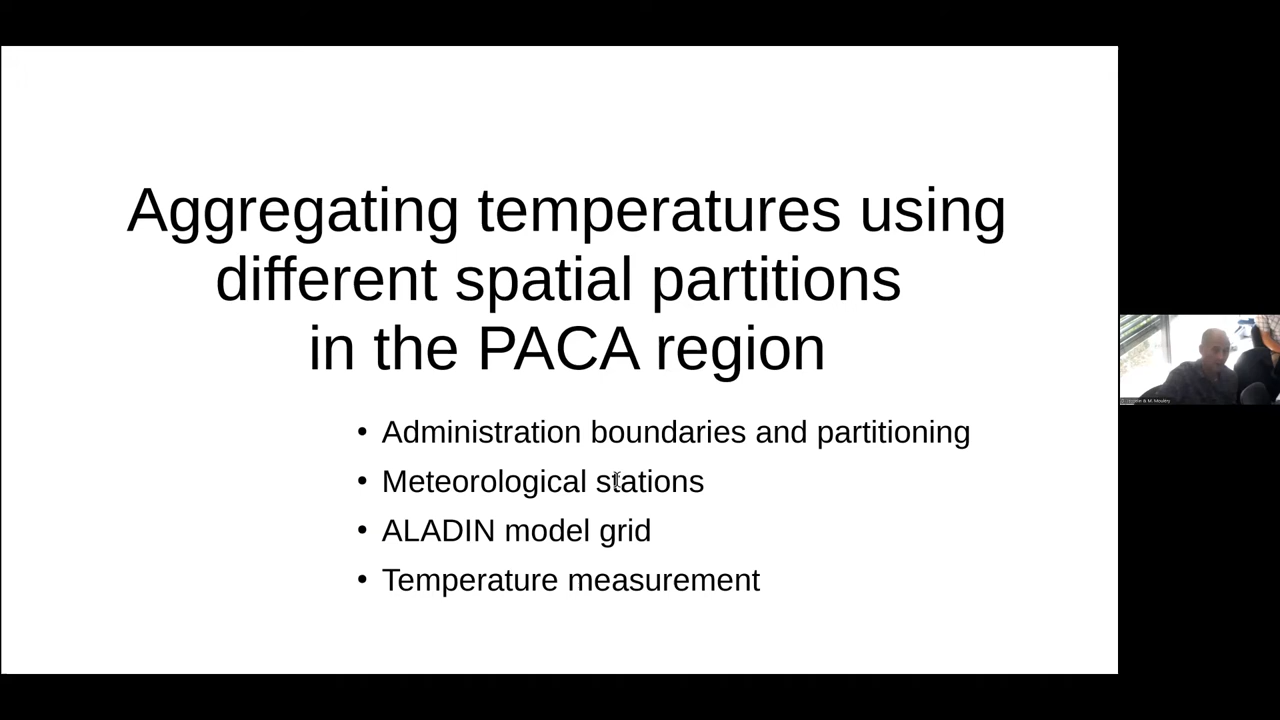 Aggregating temperatures using
different spatial partitions
in the PACA region
• Administration boundaries and partitioning
• Meteorological stations
• ALADIN model grid
• Temperature measurement